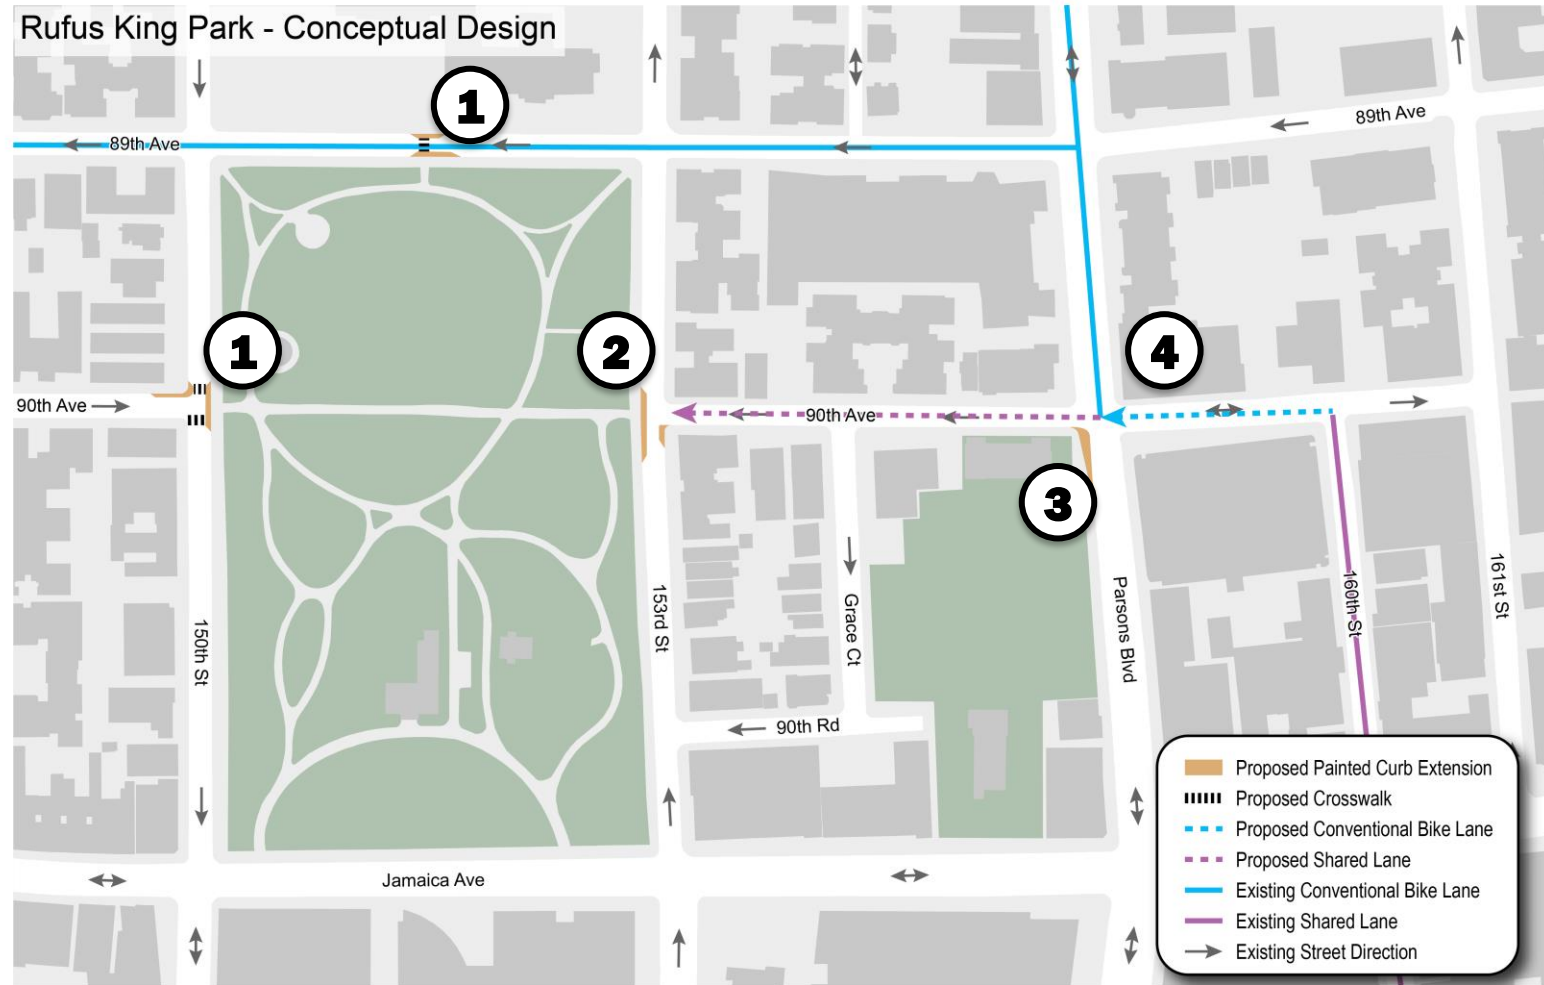 Rufus King Park - Conceptual Design
1
89th Ave
89th Ave
1
2
4
90th Ave
90th Ave
3
150th St
153rd St
Grace Ct
Parsons Blvd
160th St
161st St
90th Rd
Jamaica Ave
Proposed Painted Curb Extension
Proposed Crosswalk
Proposed Conventional Bike Lane
Proposed Shared Lane
Existing Conventional Bike Lane
Existing Shared Lane
Existing Street Direction